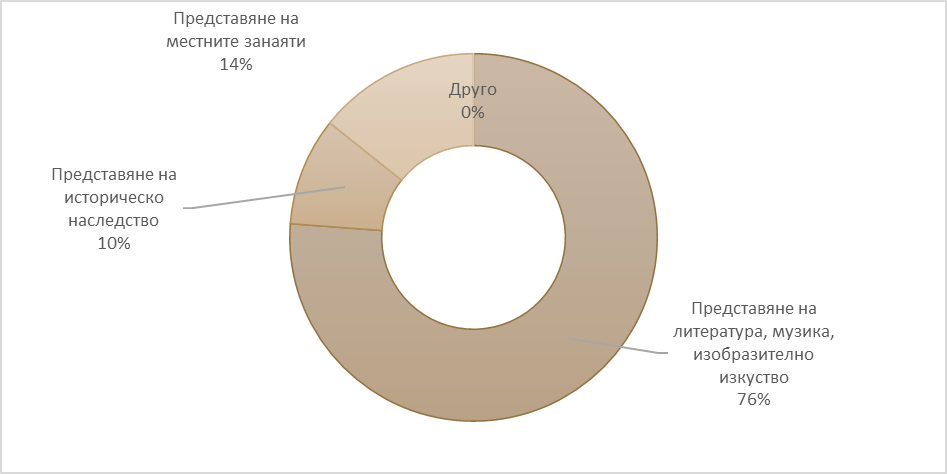 Представяне на
местните занаяти
14%
Друго
0%
Представяне на
историческо
наследство
10%
Представяне на
литература, музика,
изобразително
изкуство
76%